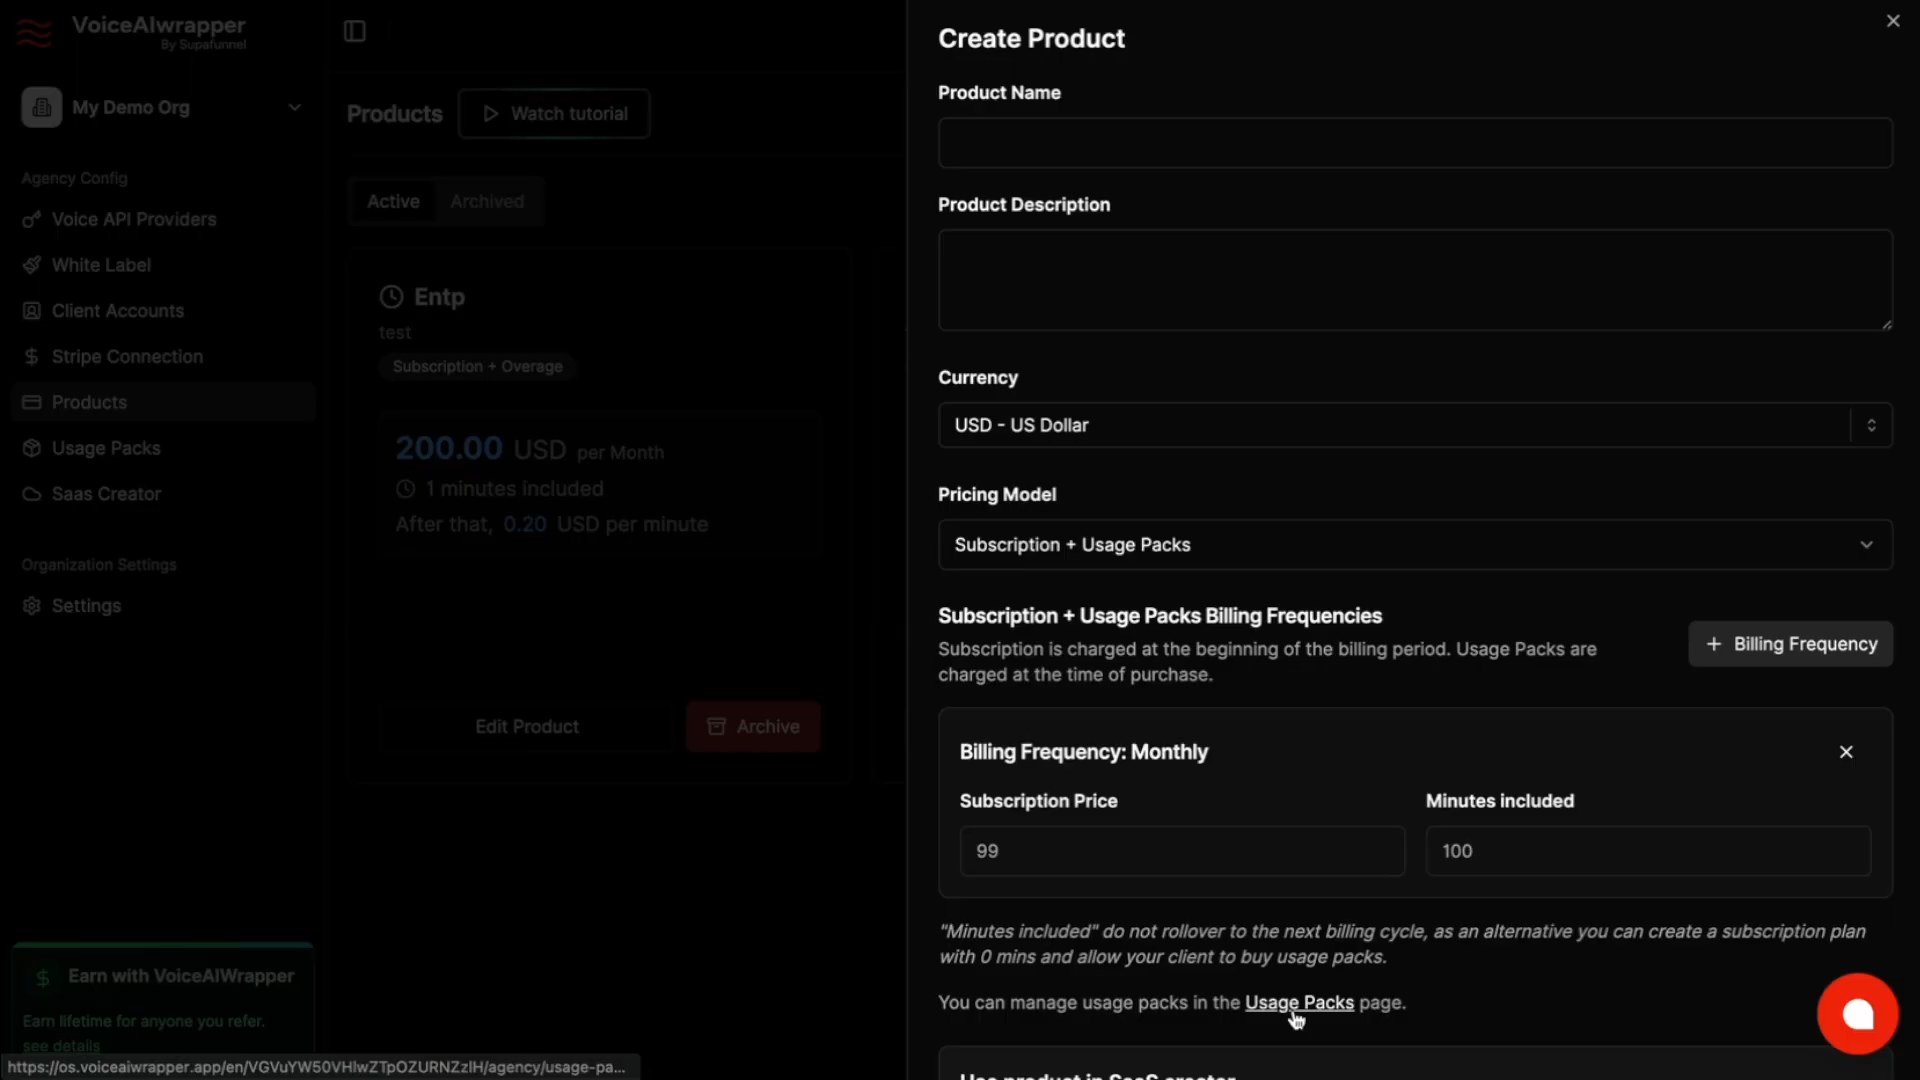 VoiceAIwrapper
By Supafunnel
My Demo Org
Agency Config
Voice API Providers
White Label
Client Accounts
Stripe Connection
Products
Usage Packs
Saas Creator
Organization Settings
Settings
Earn with VoiceAIWrapper
Earn lifetime for anyone you refer.
see details
https://os.voiceaiwrapper.app/en/VGVuYW50VHlwZTpOZURNZzlH/agency/usage-pa...
Products
Watch tutorial
Active
Archived
Entp
test
Subscription + Overage
200.00 USD per Month
1 minutes included
After that, 0.20 USD per minute
Edit Product
Archive
Create Product
Product Name
Product Description
Currency
USD - US Dollar
Pricing Model
Subscription + Usage Packs
Subscription + Usage Packs Billing Frequencies
Subscription is charged at the beginning of the billing period. Usage Packs are
charged at the time of purchase.
+ Billing Frequency
Billing Frequency: Monthly
Subscription Price
Minutes included
99
100
"Minutes included" do not rollover to the next billing cycle, as an alternative you can create a subscription plan
with 0 mins and allow your client to buy usage packs.
You can manage usage packs in the Usage Packs page.
Use product in SaaS creator